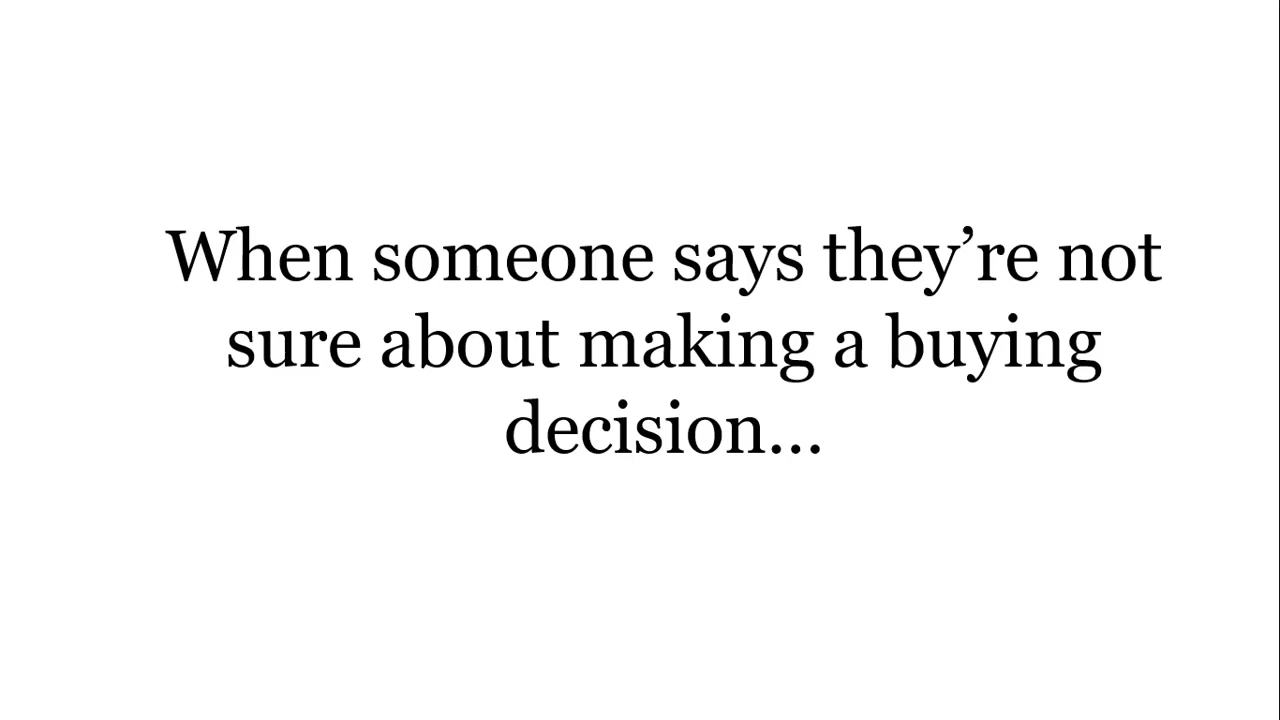 When someone says they’re not
sure about making a buying
decision…